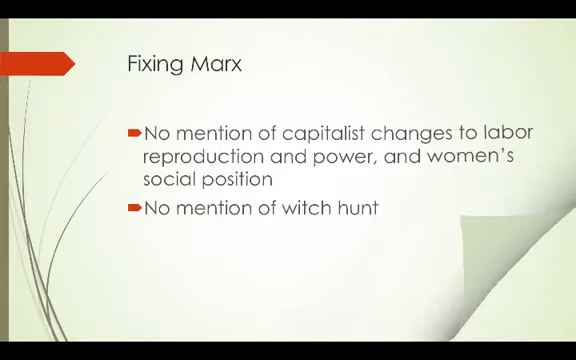 Fixing Marx
No mention of capitalist changes to labor
reproduction and power, and women's
social position
No mention of witch hunt